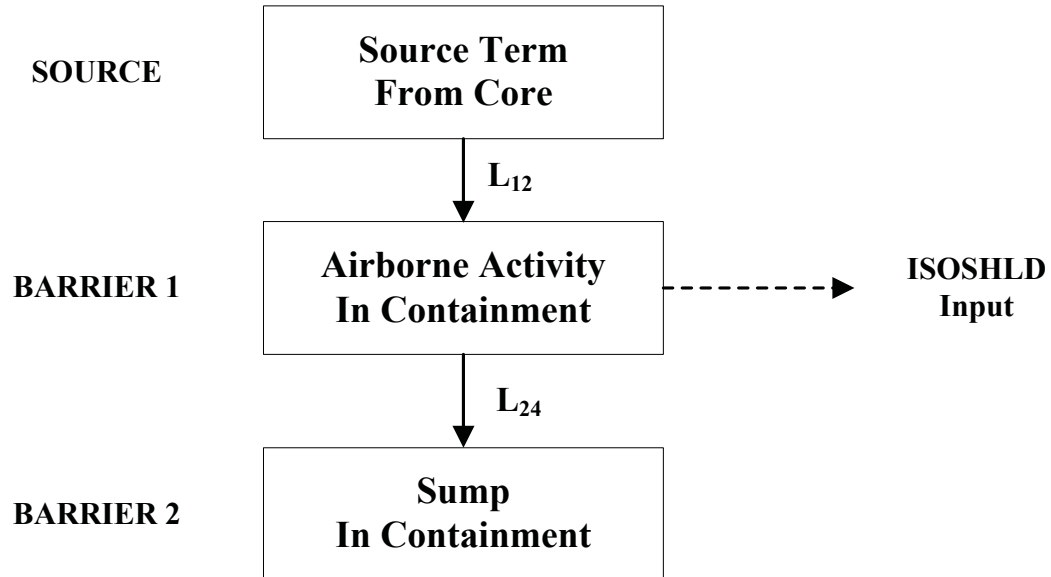 SOURCE
Source Term
From Core
L₁₂
BARRIER 1
Airborne Activity
In Containment
ISOSHLD
Input
L₂₄
BARRIER 2
Sump
In Containment